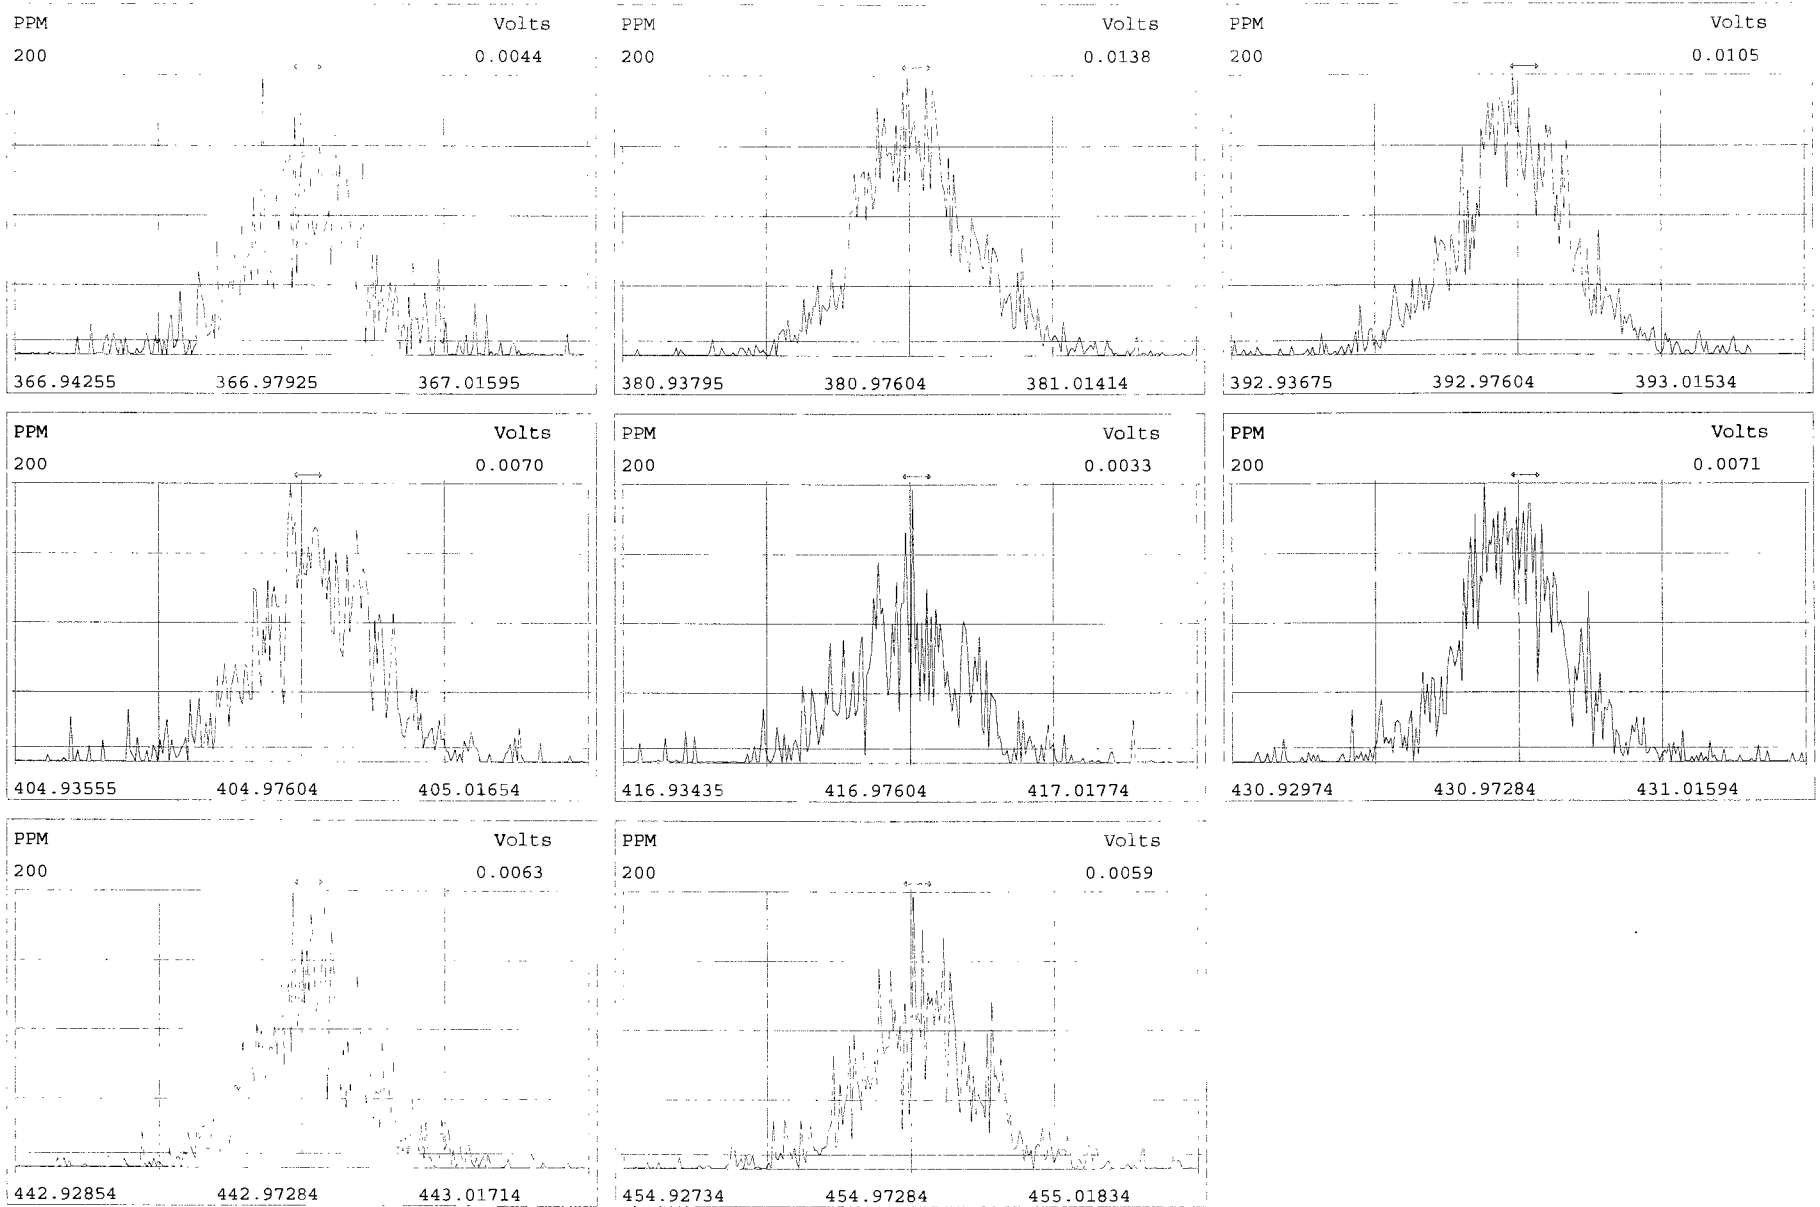 PPM Volts
200 0.0044
366.94255 366.97925 367.01595
PPM Volts
200 0.0138
380.93795 380.97604 381.01414
PPM Volts
200 0.0105
392.93675 392.97604 393.01534
PPM Volts
200 0.0070
404.93555 404.97604 405.01654
PPM Volts
200 0.0033
416.93435 416.97604 417.01774
PPM Volts
200 0.0071
430.92974 430.97284 431.01594
PPM Volts
200 0.0063
442.92854 442.97284 443.01714
PPM Volts
200 0.0059
454.92734 454.97284 455.01834